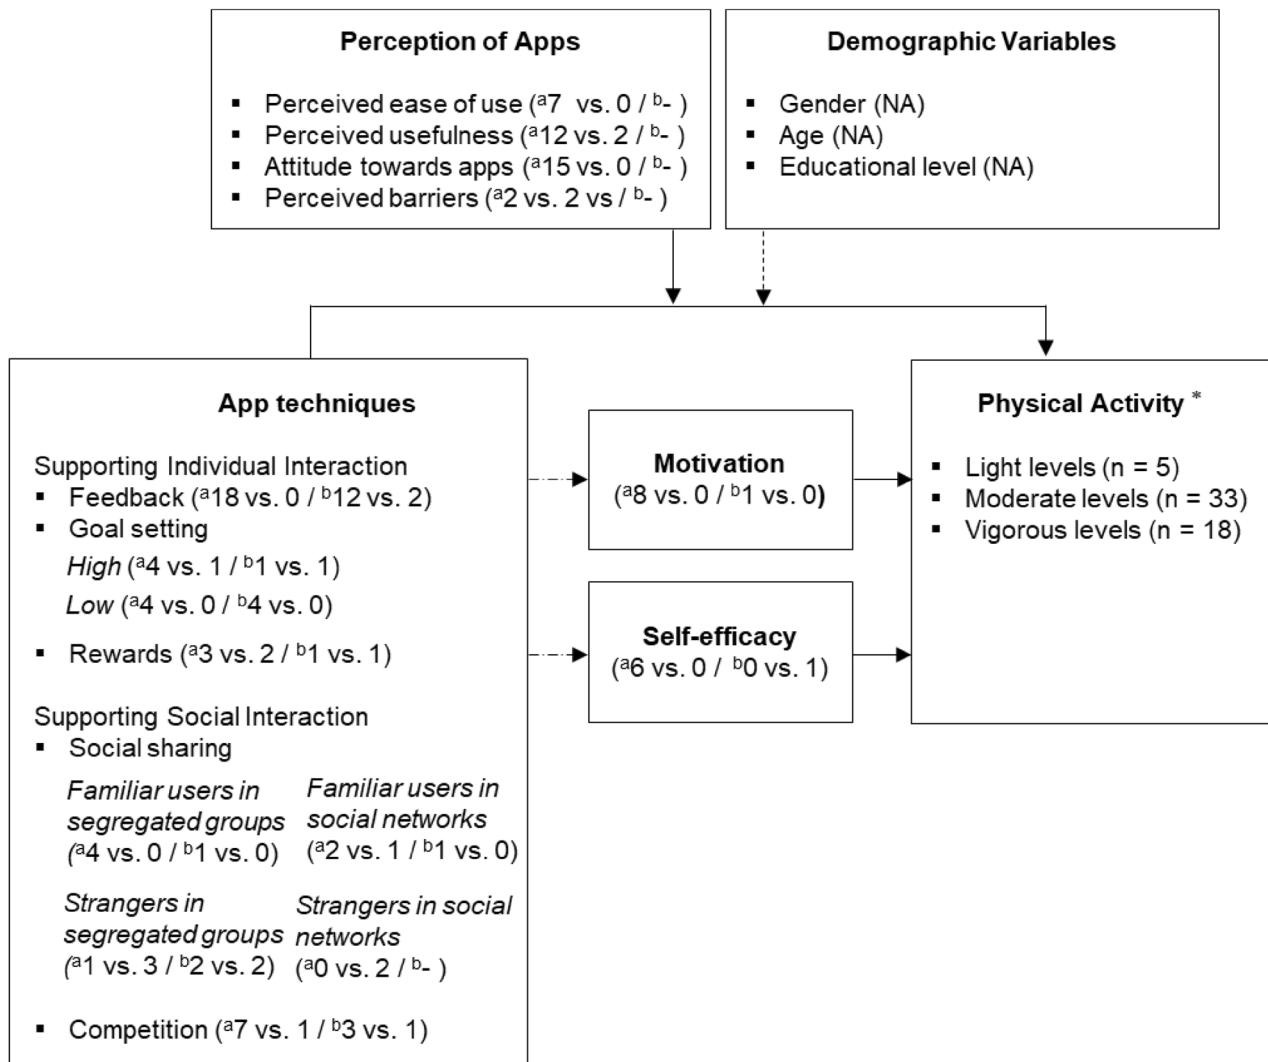 Perception of Apps
▪ Perceived ease of use (ᵃ7 vs. 0 / ᵇ- )
▪ Perceived usefulness (ᵃ12 vs. 2 / ᵇ- )
▪ Attitude towards apps (ᵃ15 vs. 0 / ᵇ- )
▪ Perceived barriers (ᵃ2 vs. 2 vs / ᵇ- )
Demographic Variables
▪ Gender (NA)
▪ Age (NA)
▪ Educational level (NA)
App techniques
Supporting Individual Interaction
▪ Feedback (ᵃ18 vs. 0 / ᵇ12 vs. 2)
▪ Goal setting
High (ᵃ4 vs. 1 / ᵇ1 vs. 1)
Low (ᵃ4 vs. 0 / ᵇ4 vs. 0)
▪ Rewards (ᵃ3 vs. 2 / ᵇ1 vs. 1)
Supporting Social Interaction
▪ Social sharing
Familiar users in
segregated groups
(ᵃ4 vs. 0 / ᵇ1 vs. 0)
Familiar users in
social networks
(ᵃ2 vs. 1 / ᵇ1 vs. 0)
Strangers in
segregated groups
(ᵃ1 vs. 3 / ᵇ2 vs. 2)
Strangers in social
networks
(ᵃ0 vs. 2 / ᵇ- )
▪ Competition (ᵃ7 vs. 1 / ᵇ3 vs. 1)
Motivation
(ᵃ8 vs. 0 / ᵇ1 vs. 0)
Self-efficacy
(ᵃ6 vs. 0 / ᵇ0 vs. 1)
Physical Activity *
▪ Light levels (n = 5)
▪ Moderate levels (n = 33)
▪ Vigorous levels (n = 18)